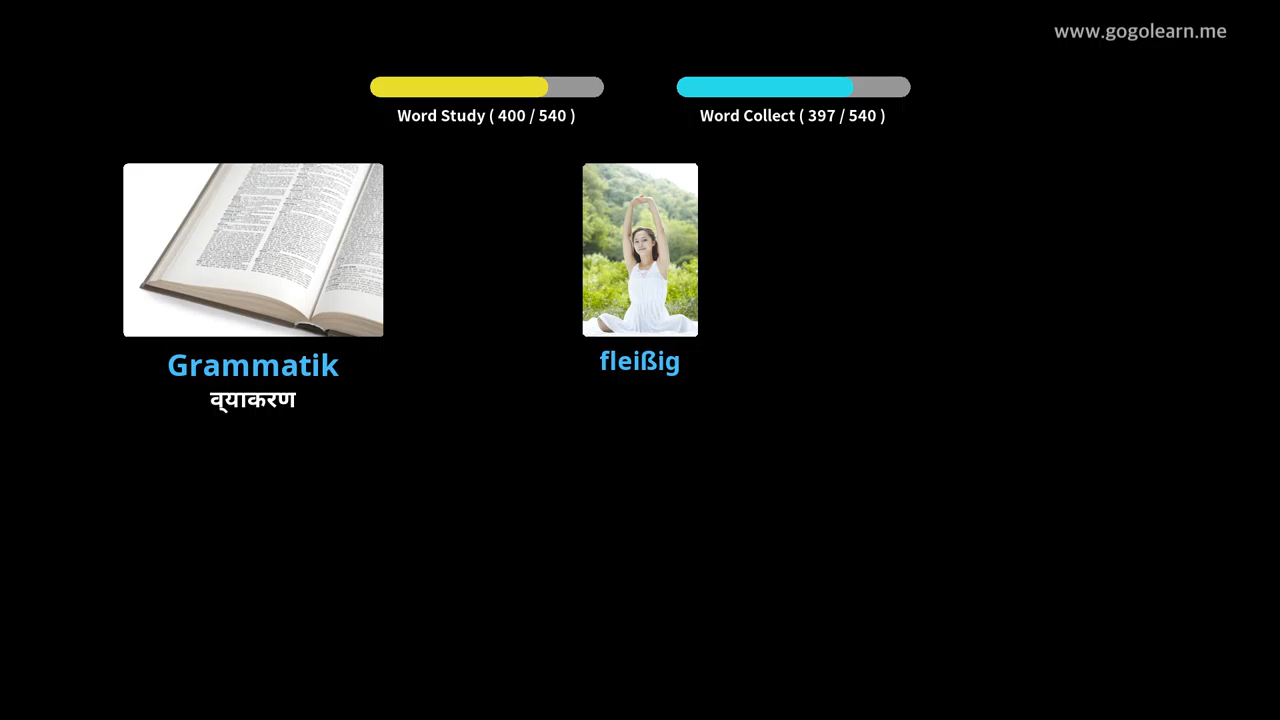 www.gogolearn.me
Word Study ( 400 / 540 )
Word Collect ( 397 / 540 )
Grammatik
व्याकरण
fleißig